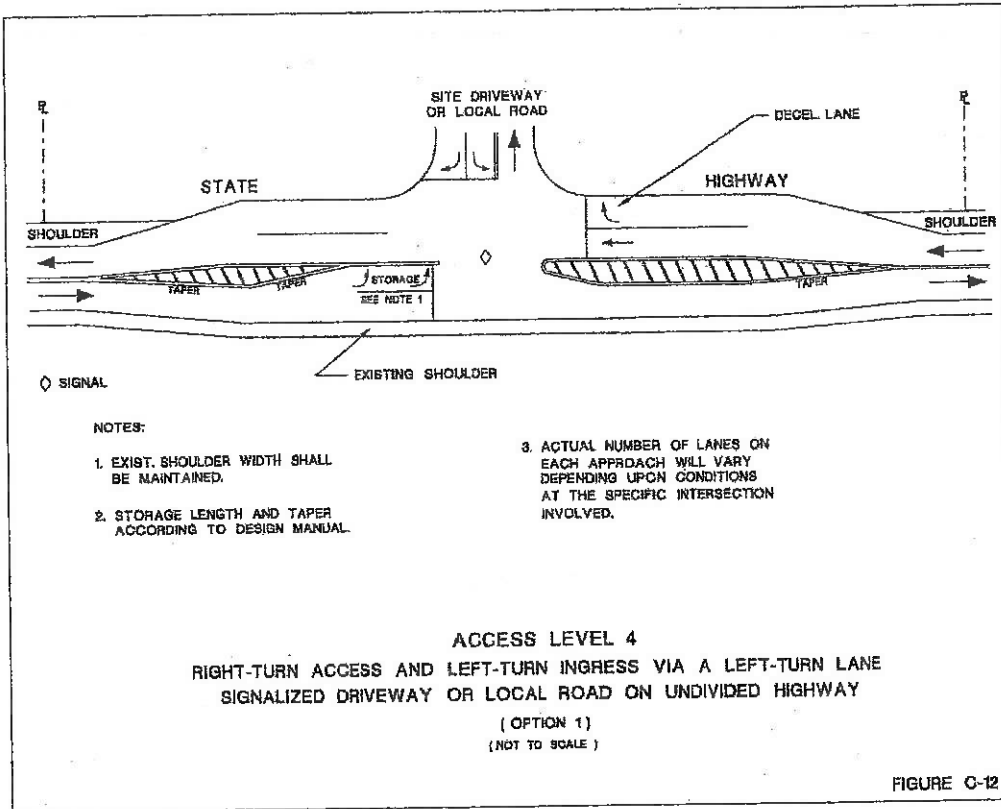 SITE DRIVEWAY
OR LOCAL ROAD
PL
PL
DECEL. LANE
STATE
HIGHWAY
SHOULDER
SHOULDER
TAPER
TAPER
STORAGE
SEE NOTE 1
TAPER
EXISTING SHOULDER
◊ SIGNAL
NOTES:
1. EXIST. SHOULDER WIDTH SHALL
BE MAINTAINED.
2. STORAGE LENGTH AND TAPER
ACCORDING TO DESIGN MANUAL.
3. ACTUAL NUMBER OF LANES ON
EACH APPROACH WILL VARY
DEPENDING UPON CONDITIONS
AT THE SPECIFIC INTERSECTION
INVOLVED.
ACCESS LEVEL 4
RIGHT-TURN ACCESS AND LEFT-TURN INGRESS VIA A LEFT-TURN LANE
SIGNALIZED DRIVEWAY OR LOCAL ROAD ON UNDIVIDED HIGHWAY
( OPTION 1 )
( NOT TO SCALE )
FIGURE C-12